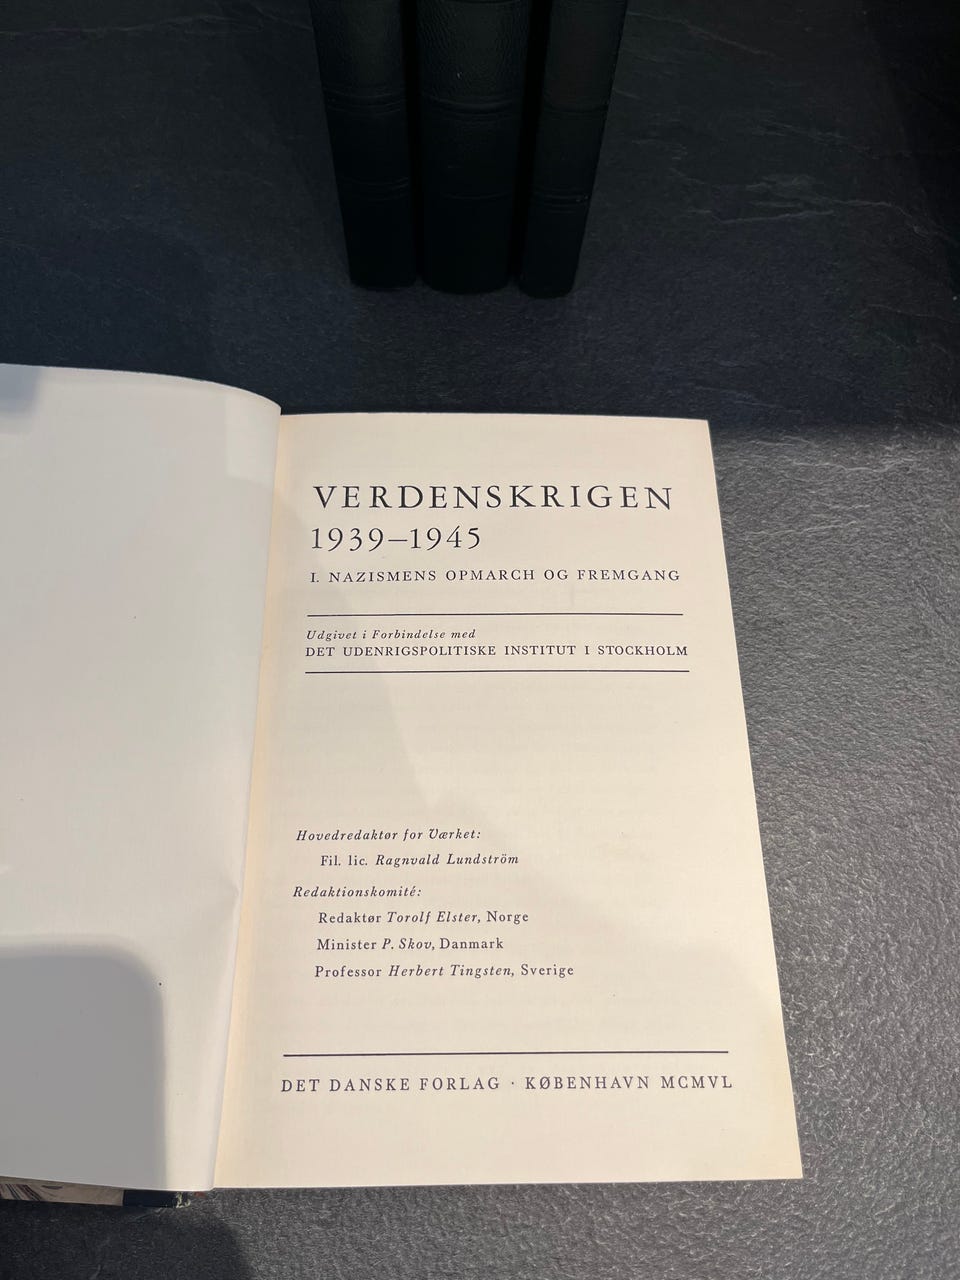 VERDENSKRIGEN
1939–1945
I. NAZISMENS OPMARCH OG FREMGANG
Udgivet i Forbindelse med
DET UDENRIGSPOLITISKE INSTITUT I STOCKHOLM
Hovedredaktør for Værket:
Fil. lic. Ragnvald Lundström
Redaktionskomité:
Redaktør Torolf Elster, Norge
Minister P. Skov, Danmark
Professor Herbert Tingsten, Sverige
DET DANSKE FORLAG · KØBENHAVN MCMVL